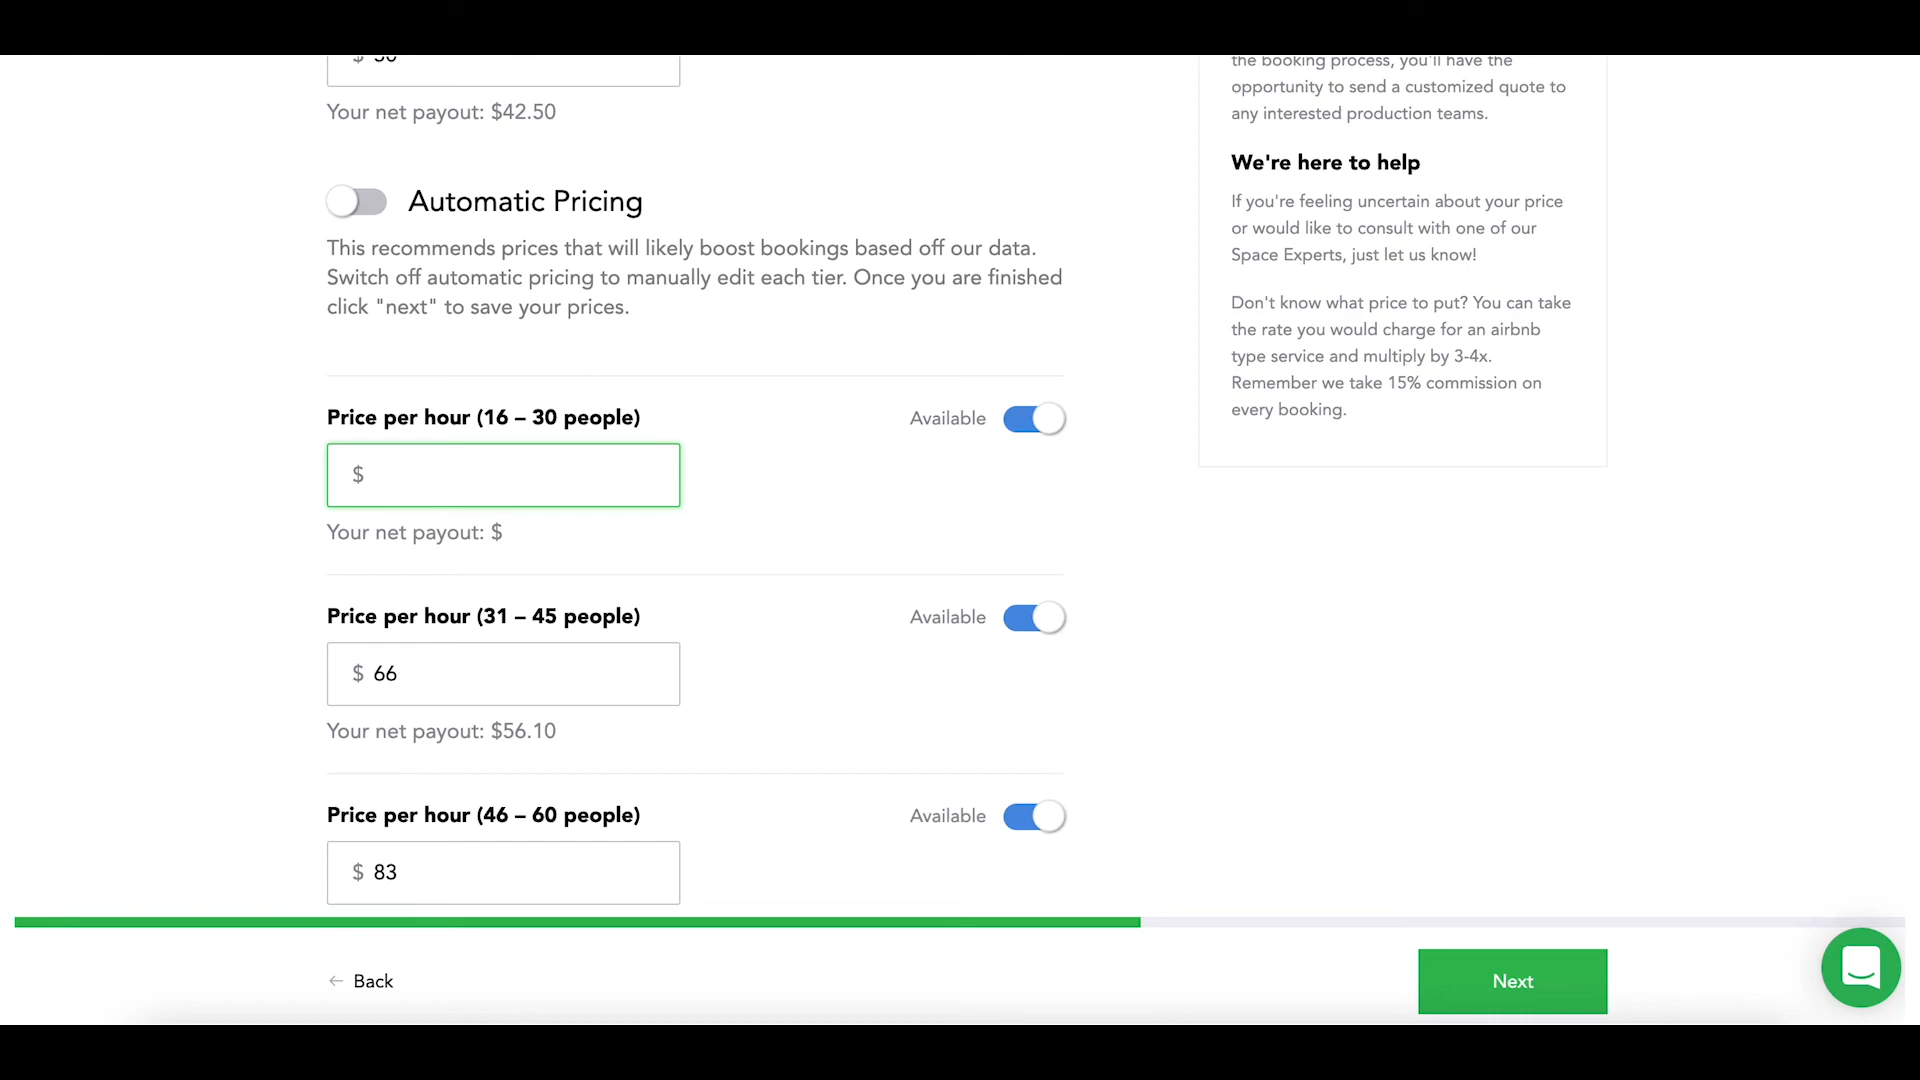 $ 50
Your net payout: $42.50
Automatic Pricing
This recommends prices that will likely boost bookings based off our data.
Switch off automatic pricing to manually edit each tier. Once you are finished
click "next" to save your prices.
Price per hour (16 – 30 people)
Available
$
Your net payout: $
Price per hour (31 – 45 people)
Available
$ 66
Your net payout: $56.10
Price per hour (46 – 60 people)
Available
$ 83
the booking process, you'll have the
opportunity to send a customized quote to
any interested production teams.
We're here to help
If you're feeling uncertain about your price
or would like to consult with one of our
Space Experts, just let us know!
Don't know what price to put? You can take
the rate you would charge for an airbnb
type service and multiply by 3-4x.
Remember we take 15% commission on
every booking.
← Back
Next